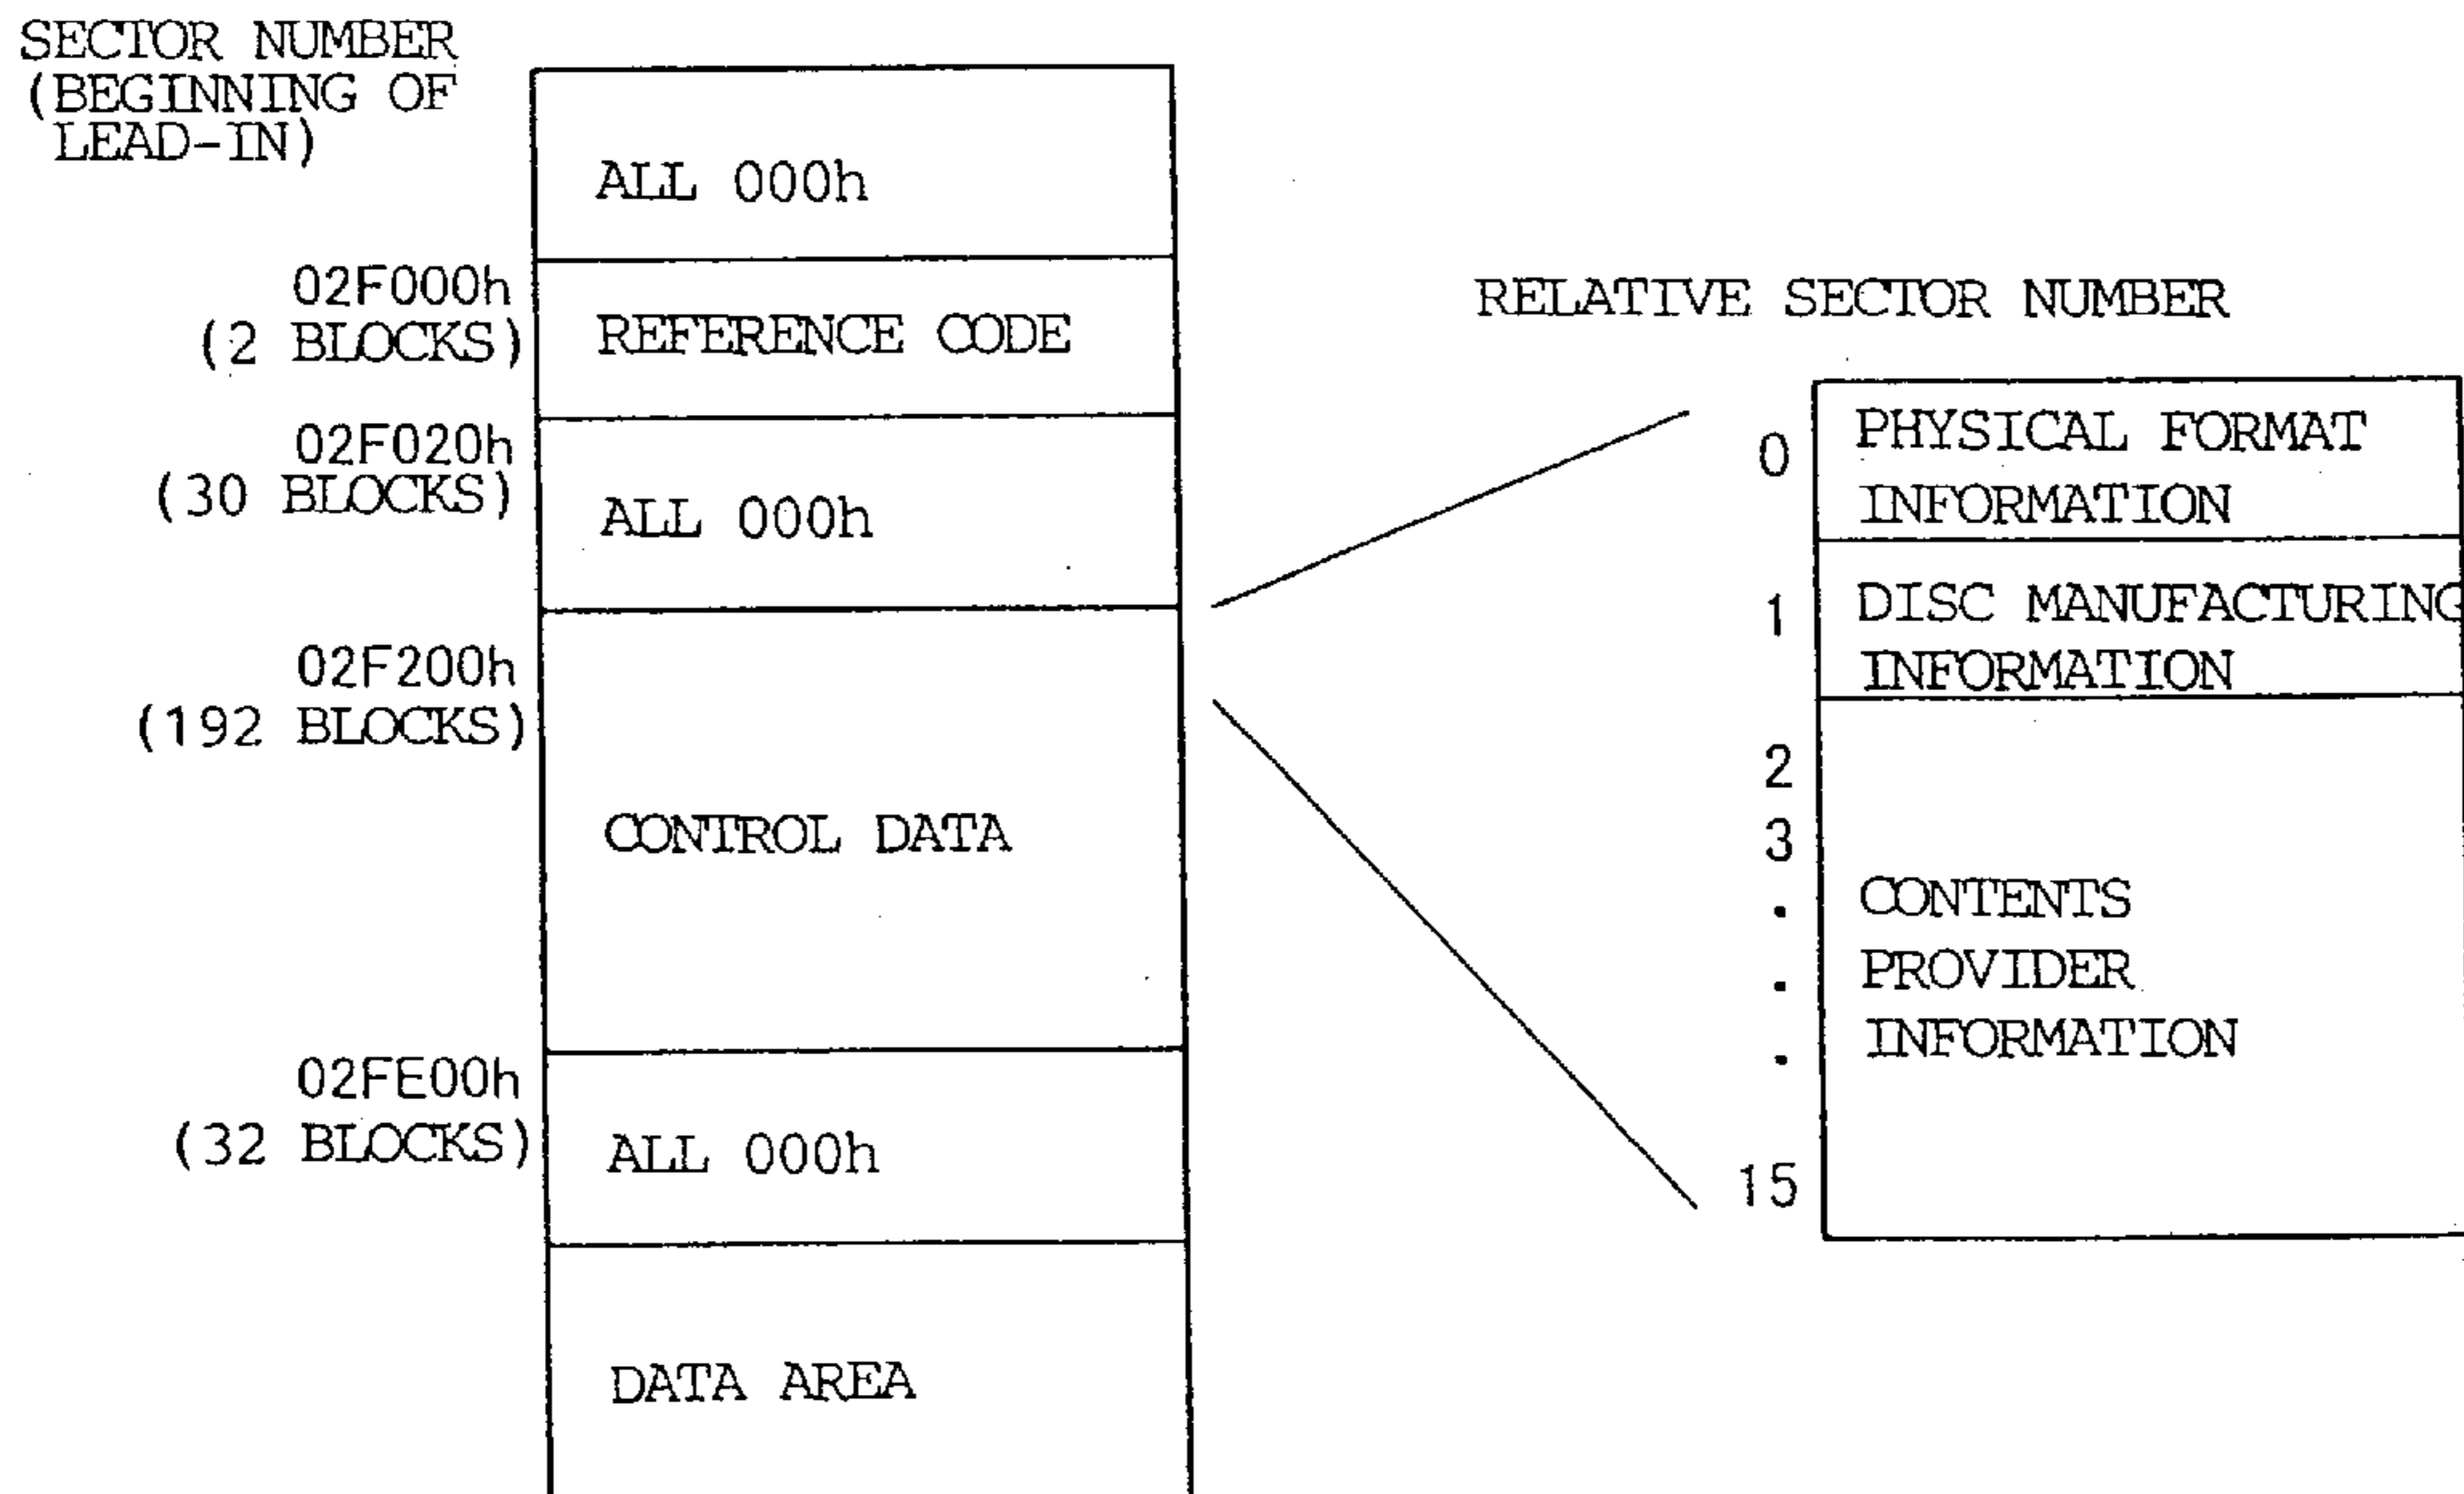 SECTOR NUMBER
(BEGINNING OF
LEAD-IN)
ALL 000h
02F000h
(2 BLOCKS)
REFERENCE CODE
02F020h
(30 BLOCKS)
ALL 000h
02F200h
(192 BLOCKS)
CONTROL DATA
02FE00h
(32 BLOCKS)
ALL 000h
DATA AREA
RELATIVE SECTOR NUMBER
0
PHYSICAL FORMAT
INFORMATION
1
DISC MANUFACTURING
INFORMATION
2
3
.
.
.
CONTENTS
PROVIDER
INFORMATION
15